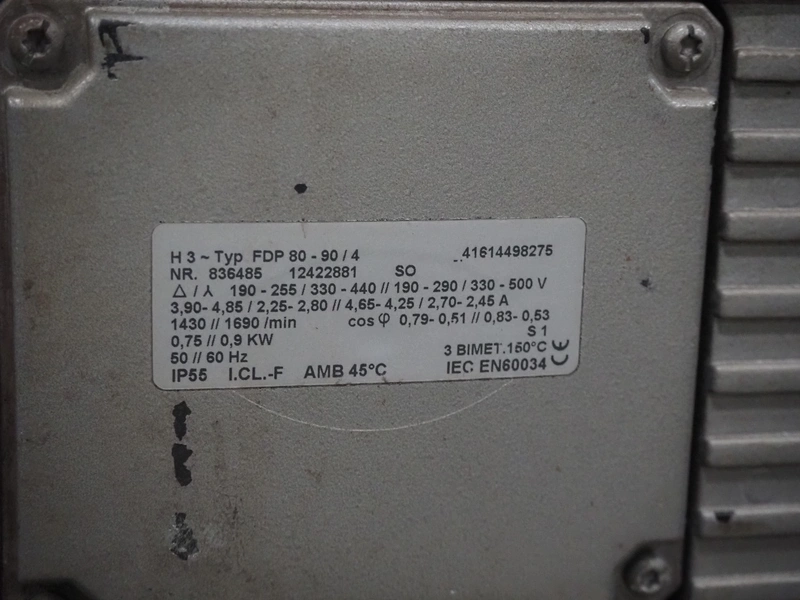 H 3 ~ Typ FDP 80 - 90 / 4 41614498275
NR. 836485 12422881 SO
△ / ⅄ 190 - 255 / 330 - 440 // 190 - 290 / 330 - 500 V
3,90- 4,85 / 2,25- 2,80 // 4,65- 4,25 / 2,70- 2,45 A
1430 // 1690 /min cos φ 0,79- 0,51 // 0,83- 0,53
0,75 // 0,9 KW S 1
50 // 60 Hz 3 BIMET.150°C CE
IP55 I.CL.-F AMB 45°C IEC EN60034